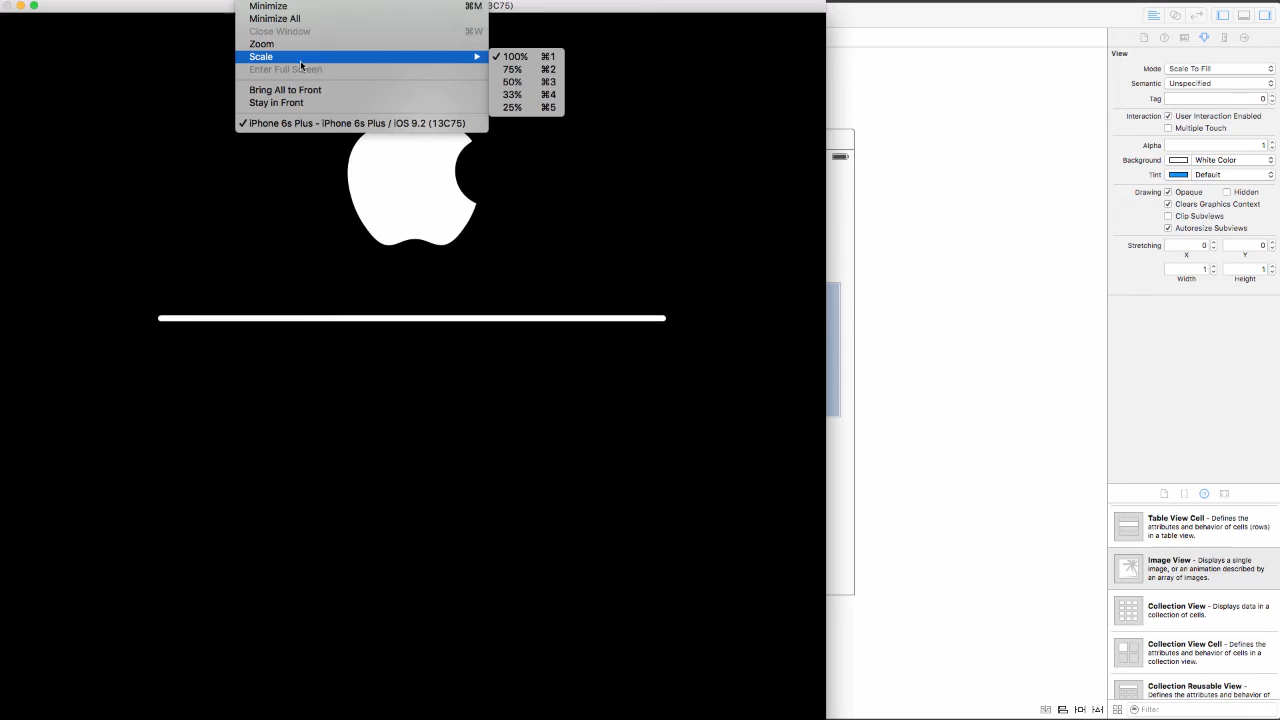 3C75)
Minimize ⌘M
Minimize All
Close Window ⌘W
Zoom
Scale
Enter Full Screen
Bring All to Front
Stay in Front
✓ iPhone 6s Plus - iPhone 6s Plus / iOS 9.2 (13C75)
✓ 100% ⌘1
75% ⌘2
50% ⌘3
33% ⌘4
25% ⌘5
View
Mode Scale To Fill
Semantic Unspecified
Tag 0
Interaction User Interaction Enabled
Multiple Touch
Alpha 1
Background White Color
Tint Default
Drawing Opaque Hidden
Clears Graphics Context
Clip Subviews
Autoresize Subviews
Stretching 0 0
X Y
1 1
Width Height
Table View Cell - Defines the
attributes and behavior of cells (rows)
in a table view.
Image View - Displays a single
image, or an animation described by
an array of images.
Collection View - Displays data in a
collection of cells.
Collection View Cell - Defines the
attributes and behavior of cells in a
collection view.
Collection Reusable View -
Defines the attributes and behavior of
Filter